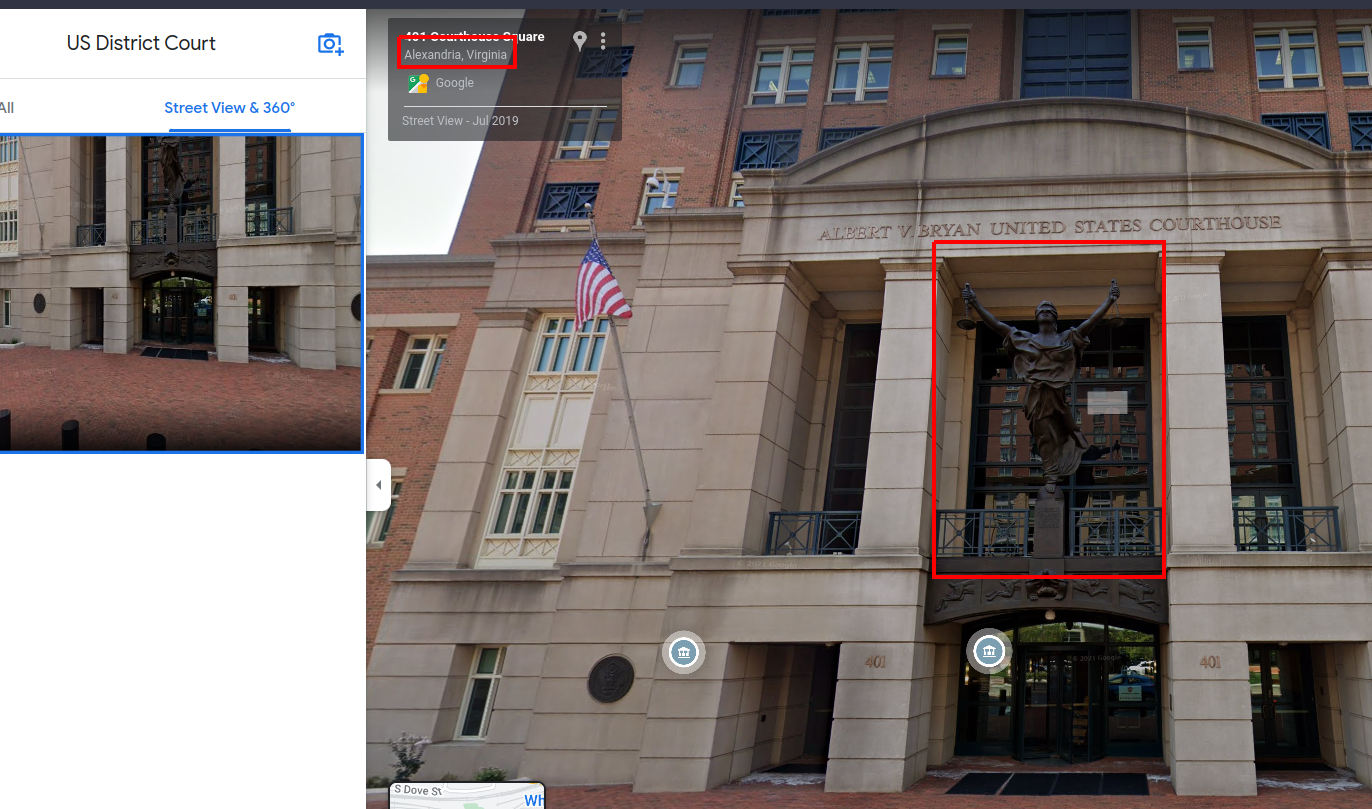 US District Court
All
Street View & 360°
401 Courthouse Square
Alexandria, Virginia
Google
Street View - Jul 2019
ALBERT V. BRYAN UNITED STATES COURTHOUSE
401
401
S Dove St
Wh